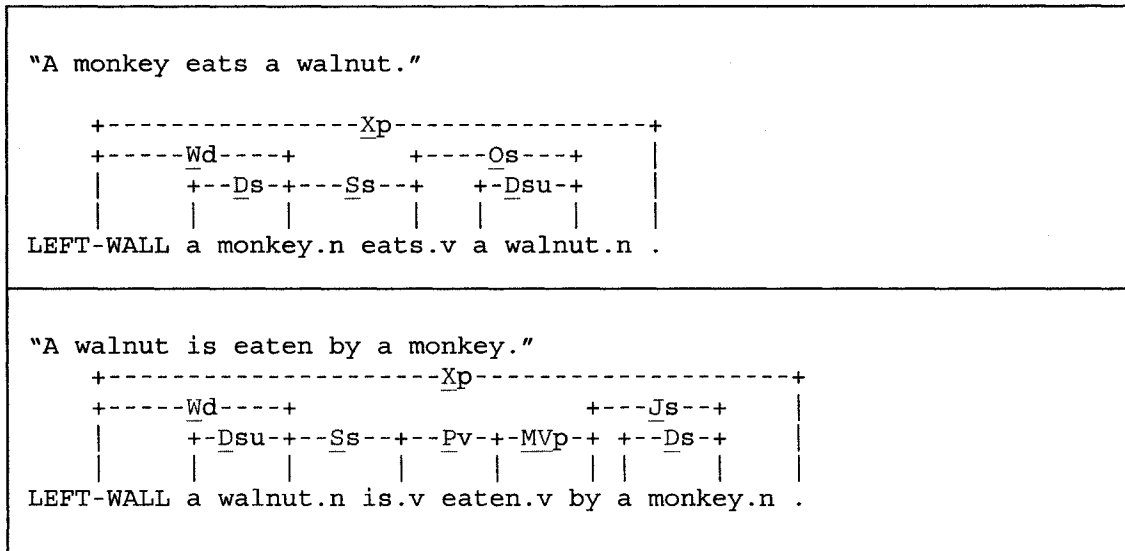 “A monkey eats a walnut.”
+----------------Xp----------------+
+-----Wd----+ +----Os---+ |
| +--Ds-+---Ss--+ +-Dsu-+ |
| | | | | | |
LEFT-WALL a monkey.n eats.v a walnut.n .
“A walnut is eaten by a monkey.”
+---------------------Xp--------------------+
+-----Wd----+ +---Js--+ |
| +-Dsu-+--Ss--+--Pv-+-MVp-+ +--Ds-+ |
| | | | | | | | |
LEFT-WALL a walnut.n is.v eaten.v by a monkey.n .